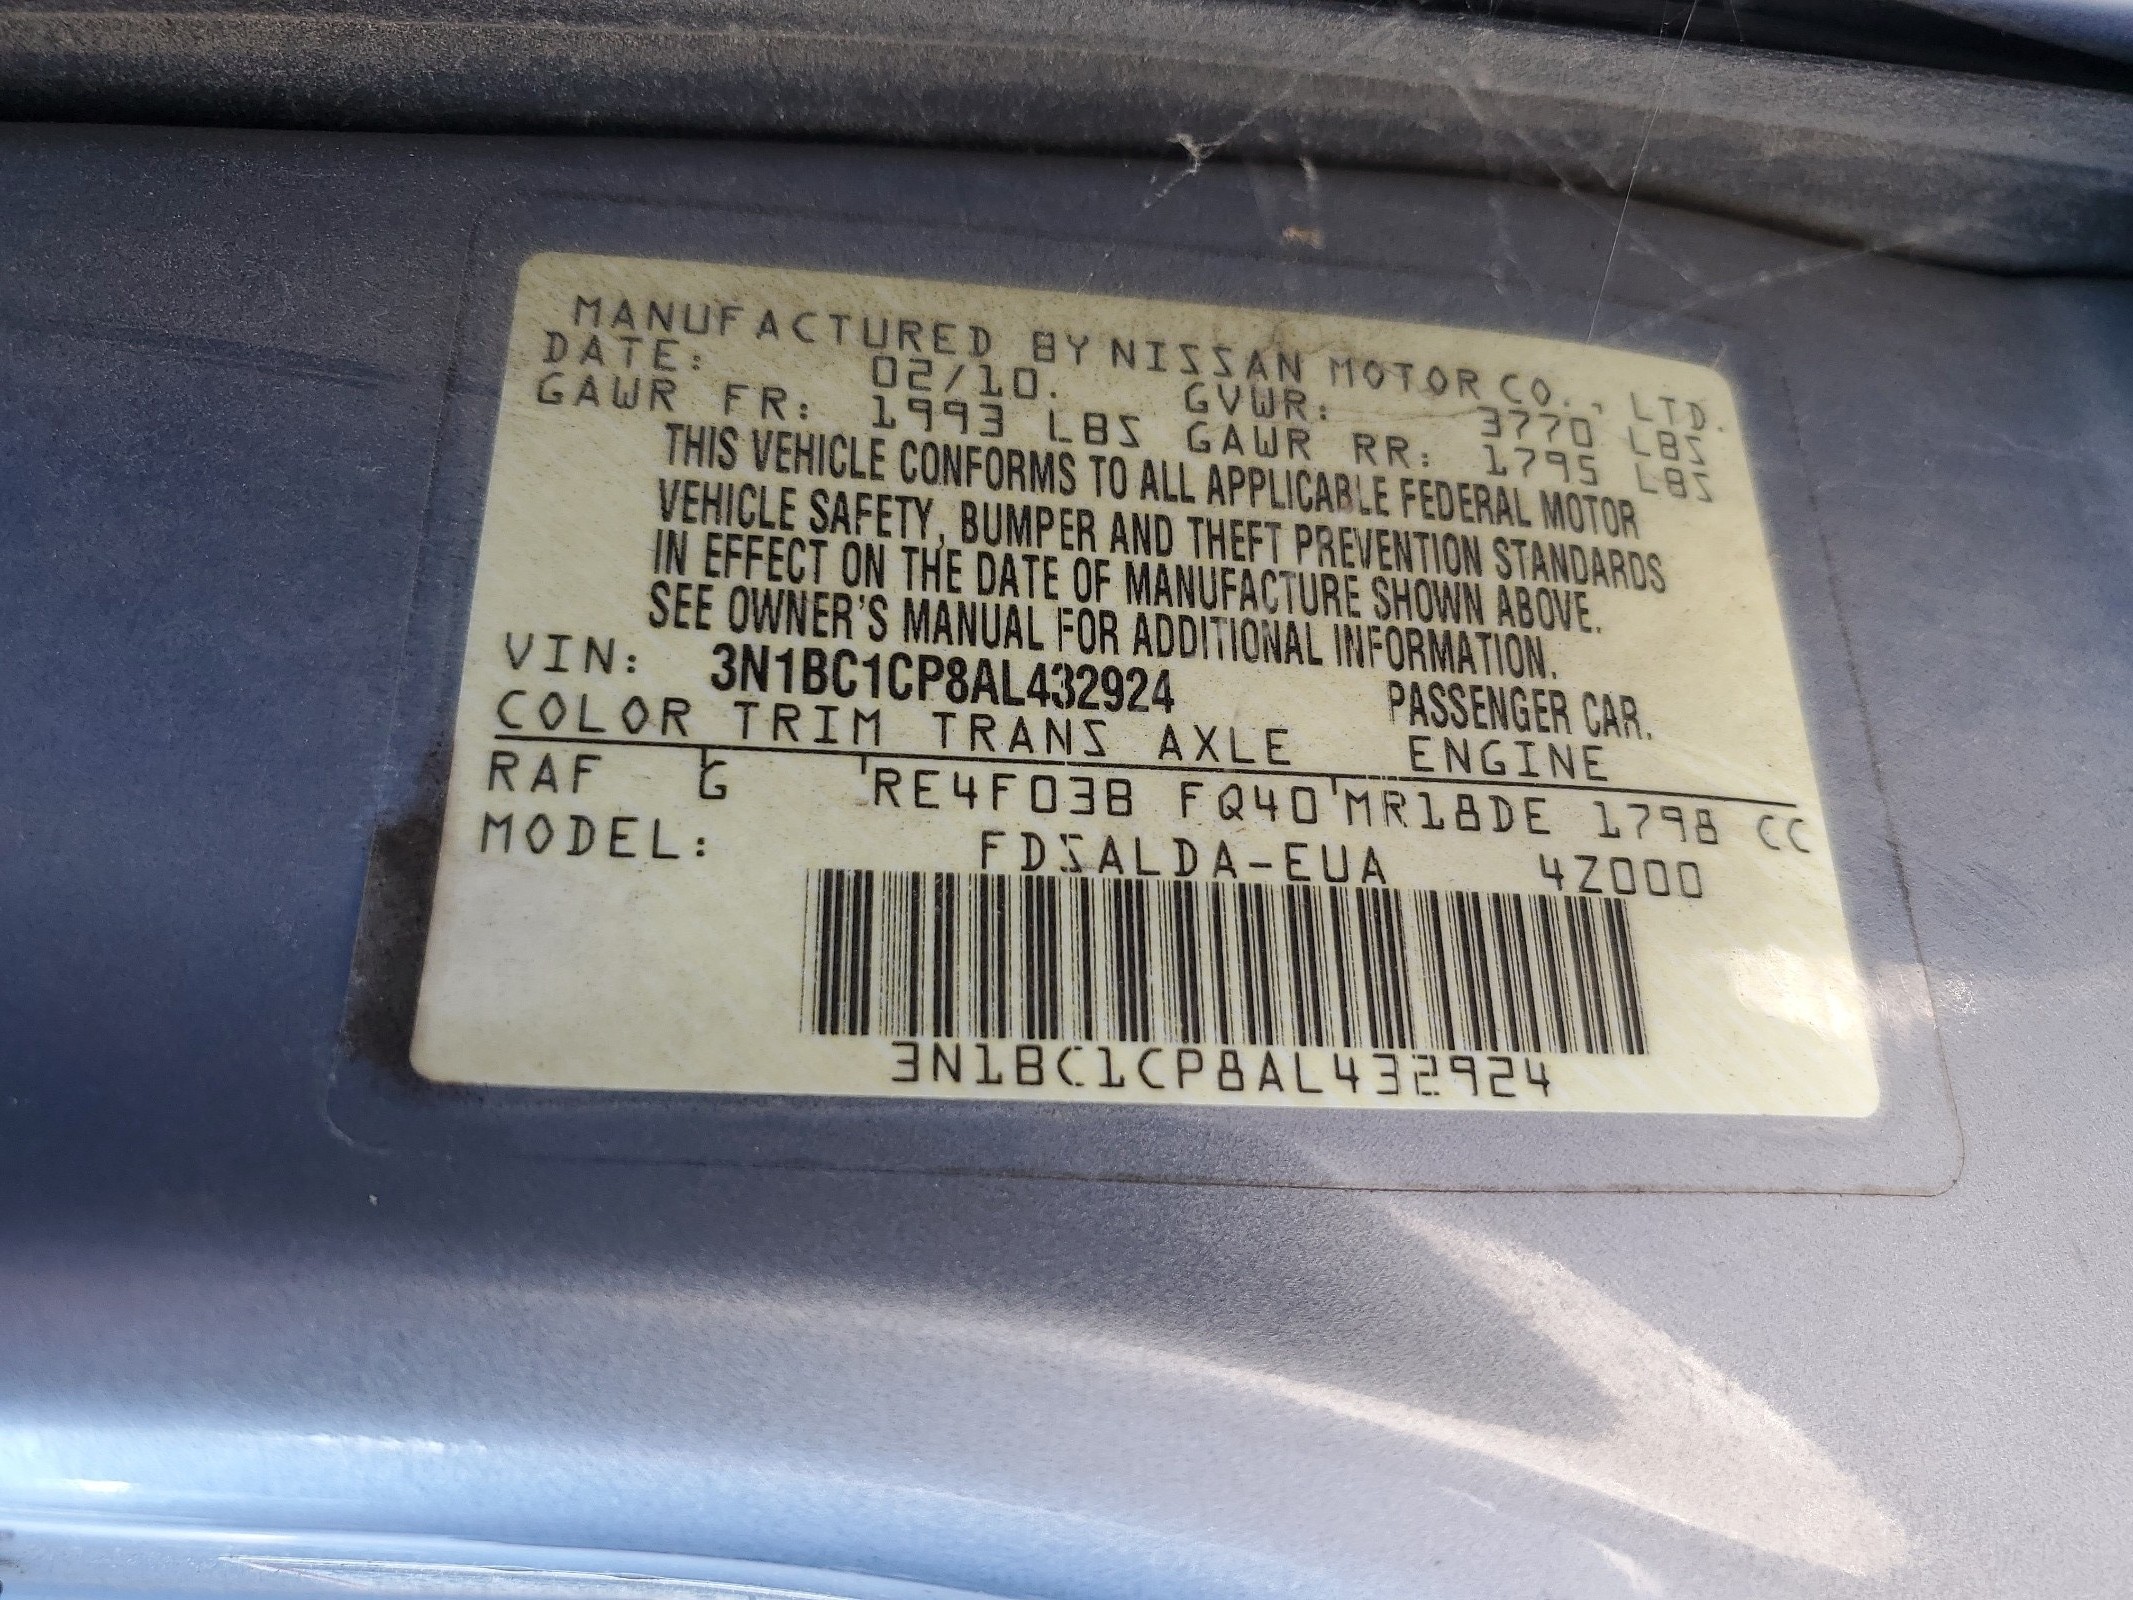 MANUFACTURED BY NISSAN MOTOR CO., LTD.
DATE: 02/10. GVWR: 3770 LBS
GAWR FR: 1993 LBS GAWR RR: 1795 LBS
THIS VEHICLE CONFORMS TO ALL APPLICABLE FEDERAL MOTOR
VEHICLE SAFETY, BUMPER AND THEFT PREVENTION STANDARDS
IN EFFECT ON THE DATE OF MANUFACTURE SHOWN ABOVE.
SEE OWNER'S MANUAL FOR ADDITIONAL INFORMATION.
VIN: 3N1BC1CP8AL432924 PASSENGER CAR.
COLOR TRIM TRANS AXLE ENGINE
RAF G RE4F03B FQ40 MR18DE 1798 CC
MODEL: FDSALDA-EUA 4Z000
3N1BC1CP8AL432924